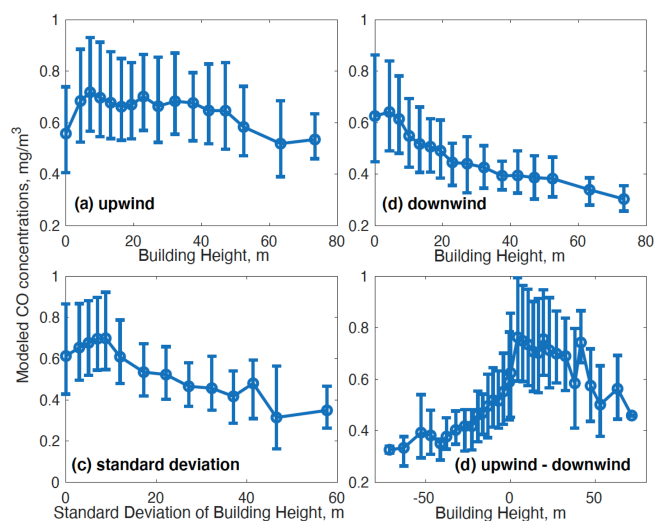 Modeled CO concentrations, mg/m³
1
0.8
0.6
0.4
0.2
(a) upwind
0 20 40 60 80
Building Height, m
1
0.8
0.6
0.4
0.2
(d) downwind
0 20 40 60 80
Building Height, m
1
0.8
0.6
0.4
0.2
0
(c) standard deviation
0 20 40 60
Standard Deviation of Building Height, m
1
0.8
0.6
0.4
0.2
0
(d) upwind - downwind
-50 0 50
Building Height, m